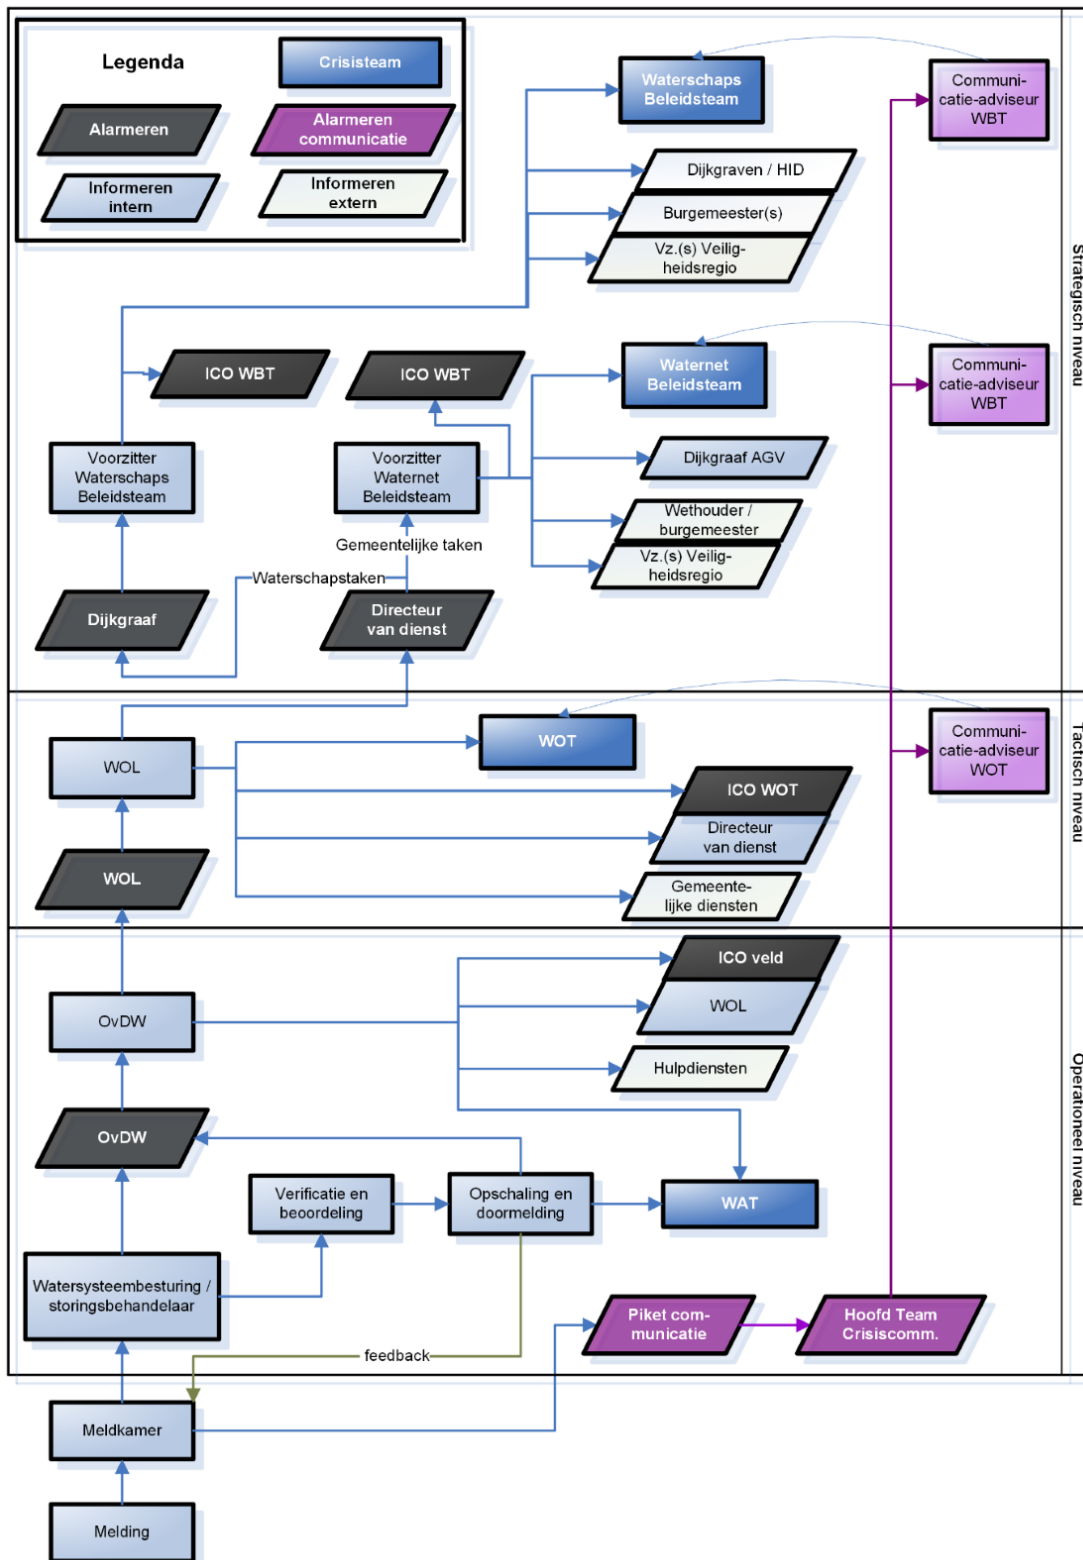 Legenda
Crisisteam
Alarmeren
Alarmeren
communicatie
Informeren
intern
Informeren
extern
Waterschaps
Beleidsteam
Communi-
catie-adviseur
WBT
Dijkgraven / HID
Burgemeester(s)
Vz.(s) Veilig-
heidsregio
Strategisch niveau
ICO WBT
ICO WBT
Waternet
Beleidsteam
Communi-
catie-adviseur
WBT
Voorzitter
Waterschaps
Beleidsteam
Voorzitter
Waternet
Beleidsteam
Dijkgraaf AGV
Wethouder /
burgemeester
Vz.(s) Veilig-
heidsregio
Gemeentelijke taken
Waterschapstaken
Dijkgraaf
Directeur
van dienst
WOL
WOT
Communi-
catie-adviseur
WOT
Tactisch niveau
ICO WOT
Directeur
van dienst
WOL
Gemeente-
lijke diensten
ICO veld
OvDW
WOL
Hulpdiensten
Operationeel niveau
OvDW
Verificatie en
beoordeling
Opschaling en
doormelding
WAT
Watersysteembesturing /
storingsbehandelaar
Piket com-
municatie
Hoofd Team
Crisiscomm.
feedback
Meldkamer
Melding